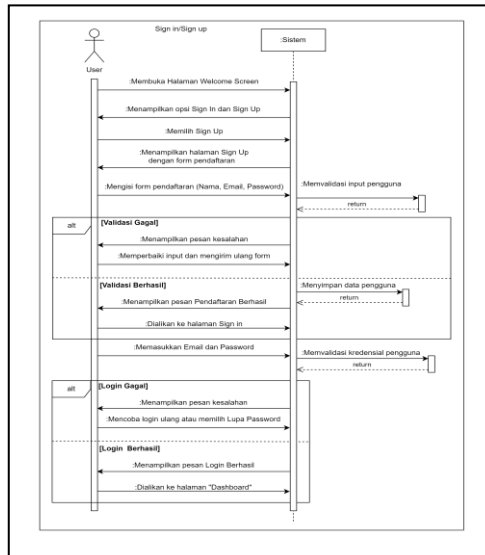 Sign in/Sign up
:Sistem
User
:Membuka Halaman Welcome Screen
:Menampilkan opsi Sign In dan Sign Up
:Memilih Sign Up
:Menampilkan halaman Sign Up
dengan form pendaftaran
:Mengisi form pendaftaran (Nama, Email, Password)
:Memvalidasi input pengguna
return
alt
[Validasi Gagal]
:Menampilkan pesan kesalahan
:Memperbaiki input dan mengirim ulang form
[Validasi Berhasil]
:Menyimpan data pengguna
return
:Menampilkan pesan Pendaftaran Berhasil
:Dialikan ke halaman Sign in
:Memasukkan Email dan Password
:Memvalidasi kredensial pengguna
return
alt
[Login Gagal]
:Menampilkan pesan kesalahan
:Mencoba login ulang atau memilih Lupa Password
[Login Berhasil]
:Menampilkan pesan Login Berhasil
:Dialikan ke halaman "Dashboard"